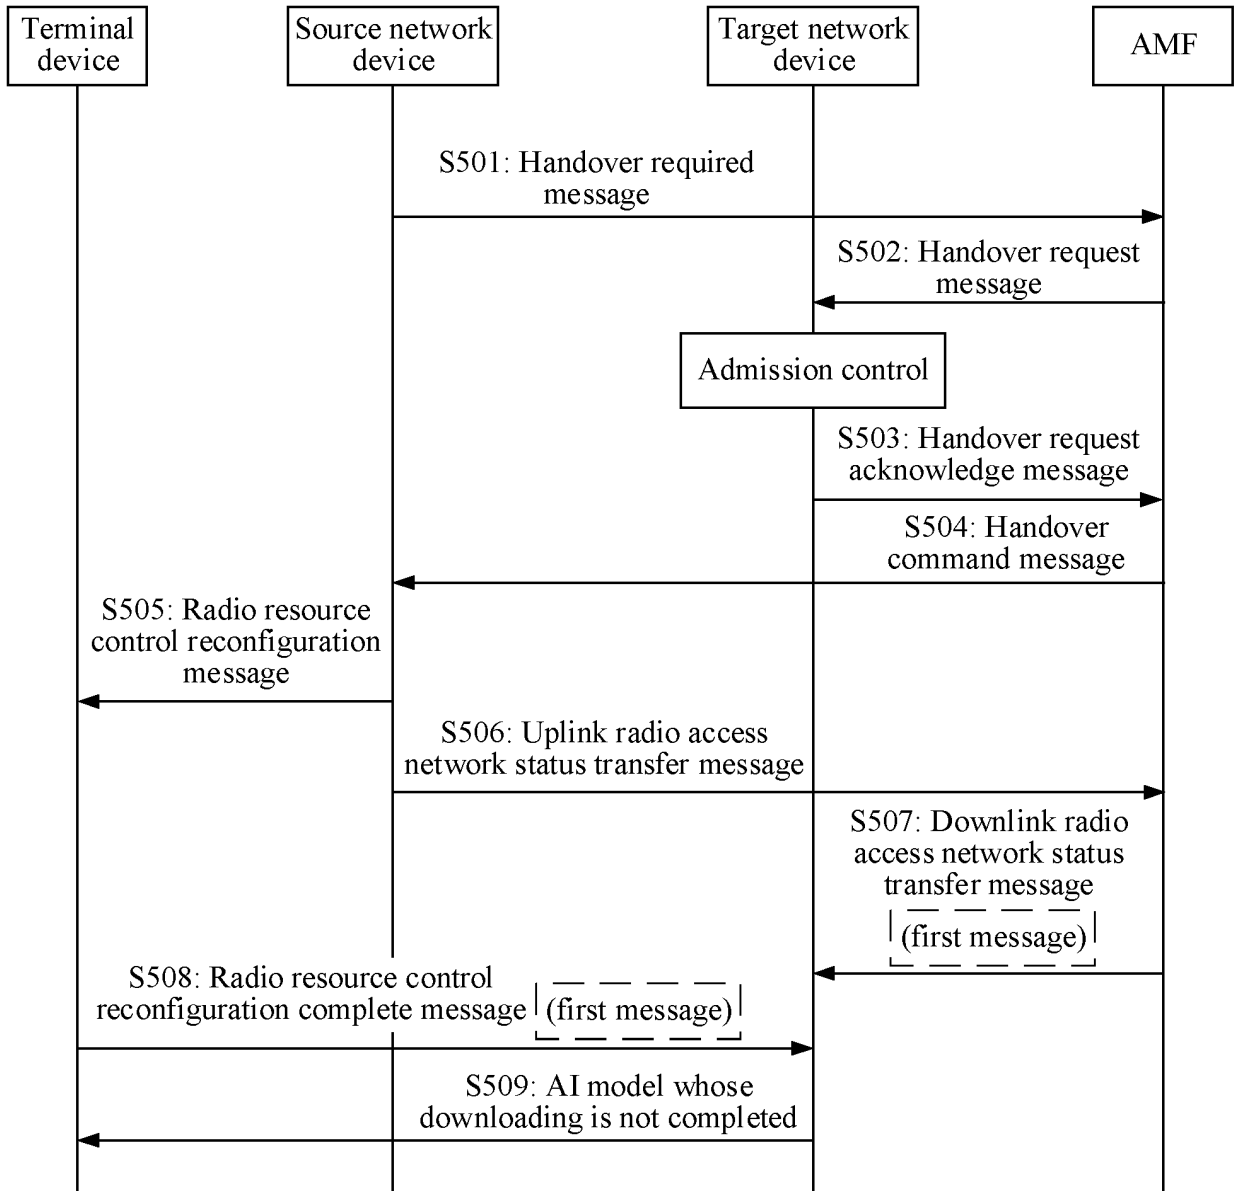 Terminal
device
Source network
device
Target network
device
AMF
S501: Handover required
message
S502: Handover request
message
Admission control
S503: Handover request
acknowledge message
S504: Handover
command message
S505: Radio resource
control reconfiguration
message
S506: Uplink radio access
network status transfer message
S507: Downlink radio
access network status
transfer message
(first message)
S508: Radio resource control
reconfiguration complete message
(first message)
S509: AI model whose
downloading is not completed